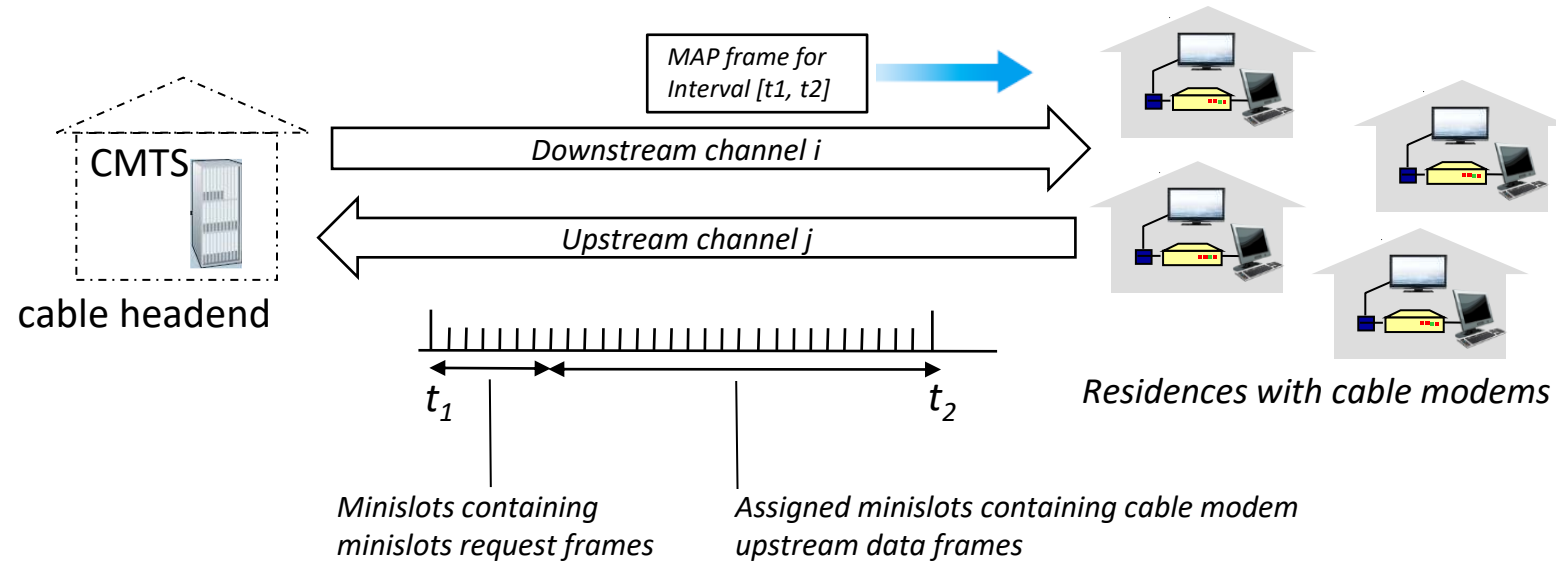 MAP frame for
Interval [t1, t2]
CMTS
Downstream channel i
Upstream channel j
cable headend
t1
t2
Residences with cable modems
Minislots containing
minislots request frames
Assigned minislots containing cable modem
upstream data frames